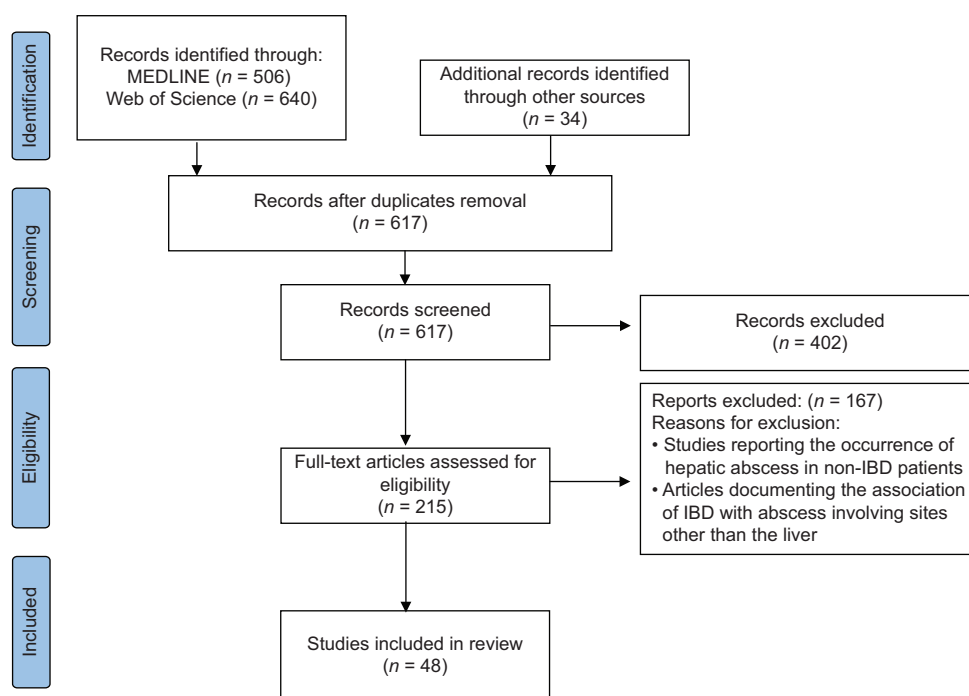 Identification
Records identified through:
MEDLINE (n = 506)
Web of Science (n = 640)
Additional records identified
through other sources
(n = 34)
Screening
Records after duplicates removal
(n = 617)
Records screened
(n = 617)
Records excluded
(n = 402)
Eligibility
Full-text articles assessed for
eligibility
(n = 215)
Reports excluded: (n = 167)
Reasons for exclusion:
• Studies reporting the occurrence of
hepatic abscess in non-IBD patients
• Articles documenting the association
of IBD with abscess involving sites
other than the liver
Included
Studies included in review
(n = 48)